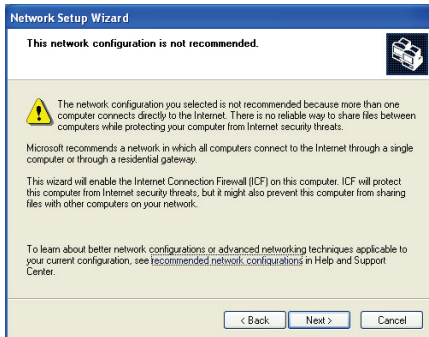 Network Setup Wizard
This network configuration is not recommended.
The network configuration you selected is not recommended because more than one
computer connects directly to the Internet. There is no reliable way to share files between
computers while protecting your computer from Internet security threats.
Microsoft recommends a network in which all computers connect to the Internet through a single
computer or through a residential gateway.
This wizard will enable the Internet Connection Firewall (ICF) on this computer. ICF will protect
this computer from Internet security threats, but it might also prevent this computer from sharing
files with other computers on your network.
To learn about better network configurations or advanced networking techniques applicable to
your current configuration, see recommended network configurations in Help and Support
Center.
< Back Next > Cancel